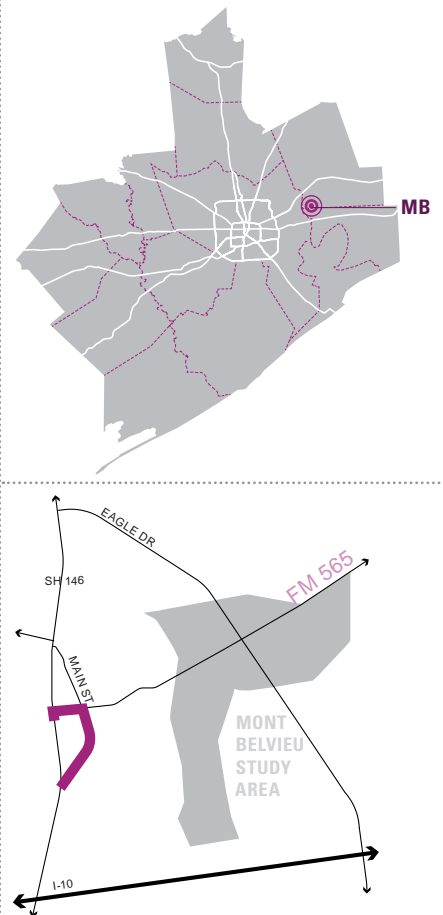 MB
EAGLE DR
FM 565
SH 146
MAIN ST.
MONT
BELVIEU
STUDY
AREA
I-10